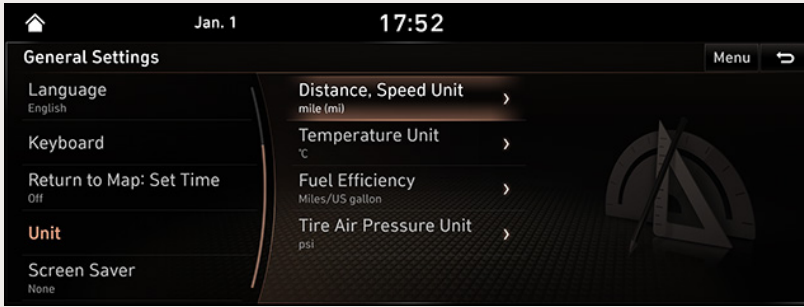 Jan. 1
17:52
General Settings
Menu
Language
English
Keyboard
Return to Map: Set Time
Off
Unit
Screen Saver
None
Distance, Speed Unit
mile (mi)
Temperature Unit
℃
Fuel Efficiency
Miles/US gallon
Tire Air Pressure Unit
psi